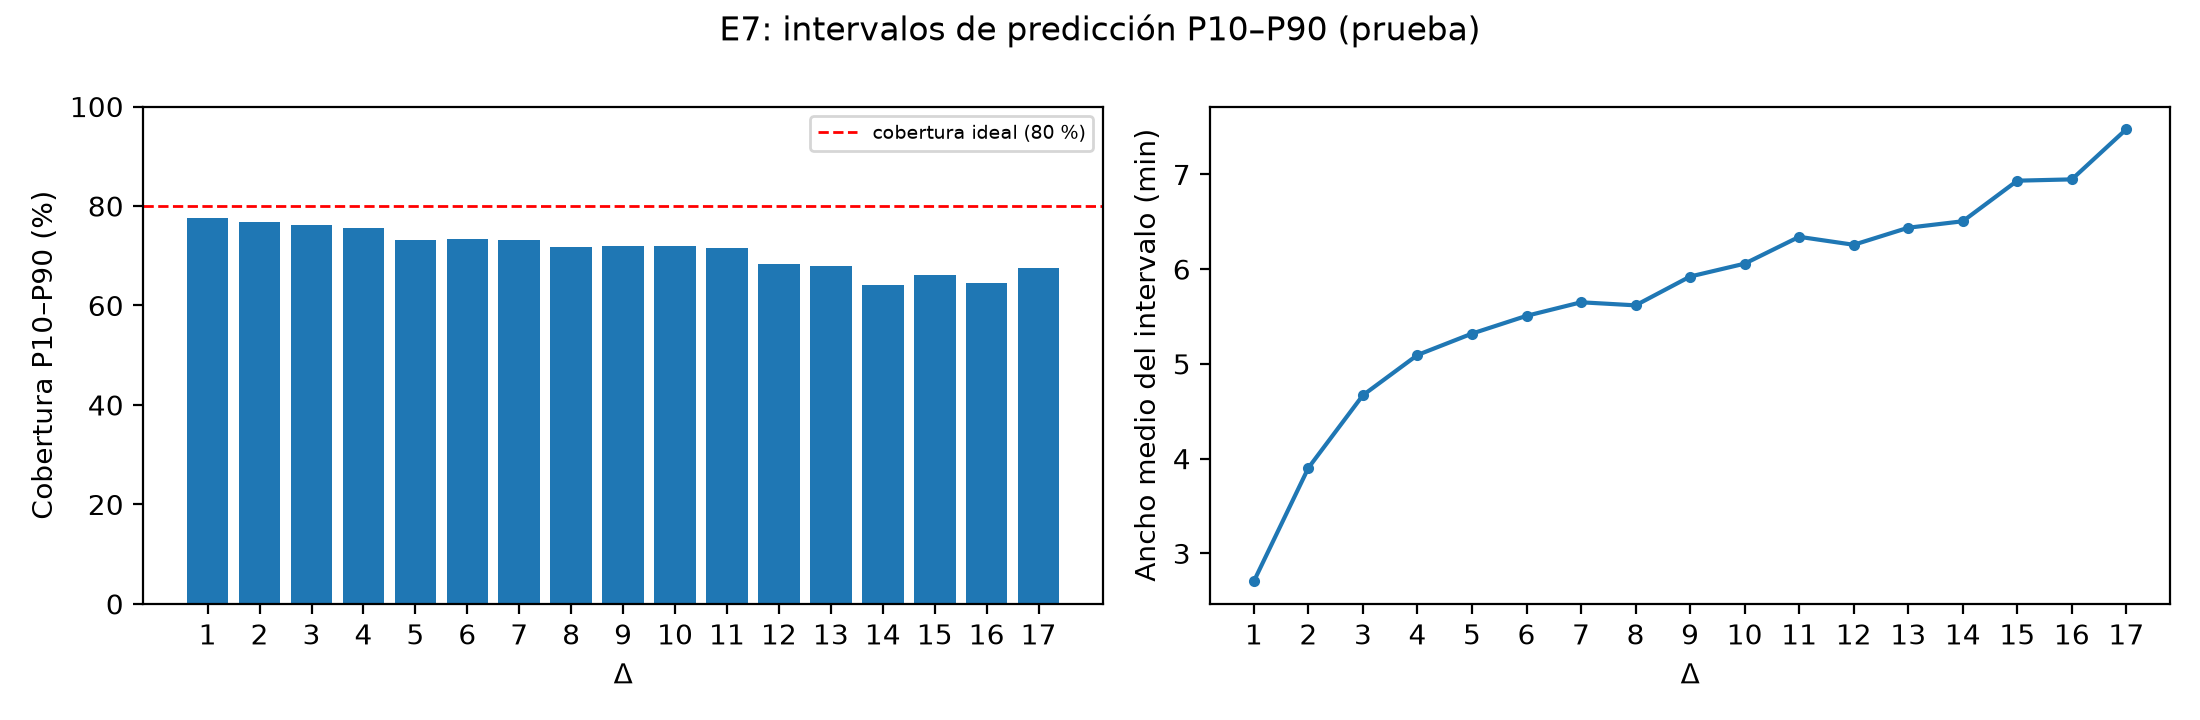 E7: intervalos de predicción P10–P90 (prueba)
Cobertura P10–P90 (%)
100
80
60
40
20
0
cobertura ideal (80 %)
1 2 3 4 5 6 7 8 9 10 11 12 13 14 15 16 17
Δ
Ancho medio del intervalo (min)
7
6
5
4
3
1 2 3 4 5 6 7 8 9 10 11 12 13 14 15 16 17
Δ